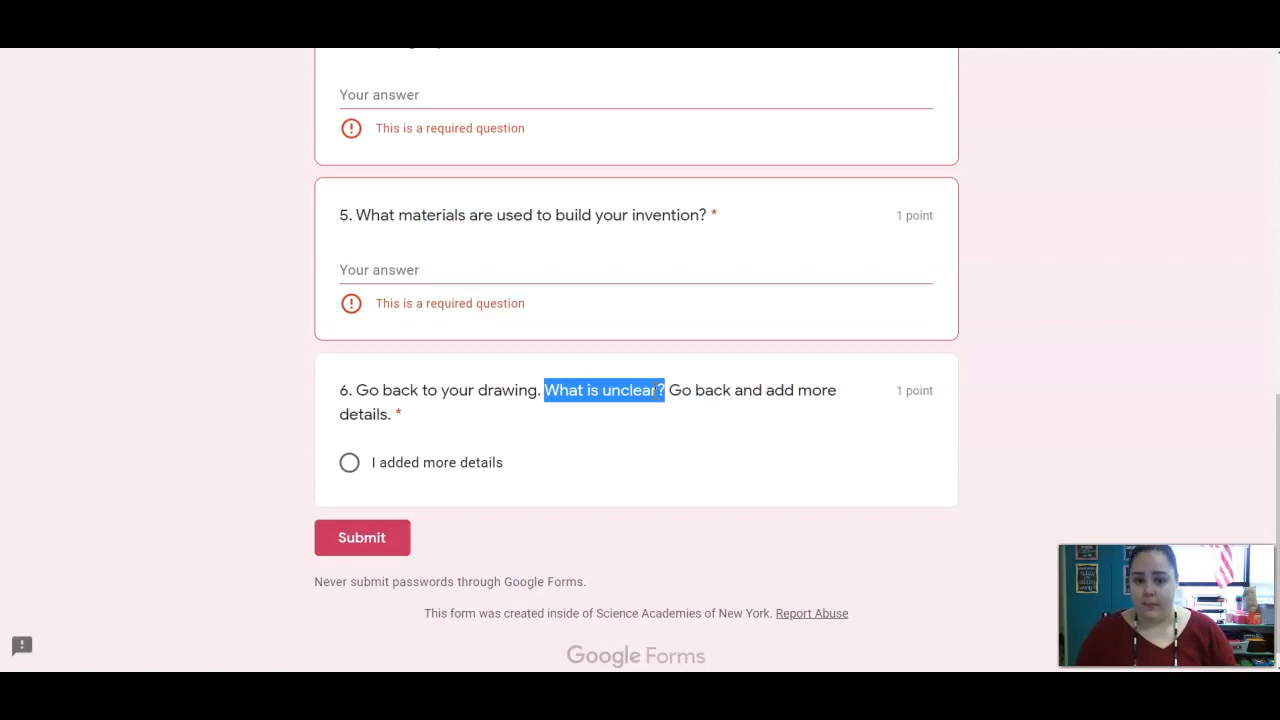 Your answer
This is a required question
5. What materials are used to build your invention? *
1 point
Your answer
This is a required question
6. Go back to your drawing. What is unclear? Go back and add more
details. *
1 point
I added more details
Submit
Never submit passwords through Google Forms.
This form was created inside of Science Academies of New York. Report Abuse
Google Forms